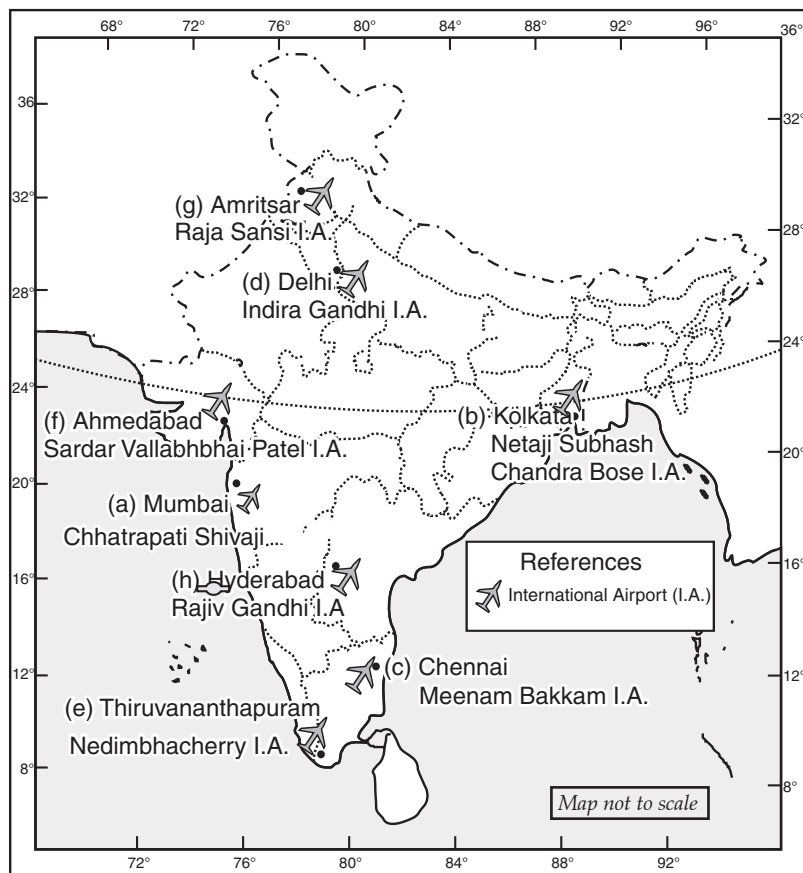 68°
72°
76°
80°
84°
88°
92°
96°
36°
36
32°
28°
24°
20°
16°
12°
8°
32°
28°
24°
20°
16°
12°
8°
(g) Amritsar
Raja Sansi I.A.
(d) Delhi
Indira Gandhi I.A.
(f) Ahmedabad
Sardar Vallabhbhai Patel I.A.
(b) Kolkata
Netaji Subhash
Chandra Bose I.A.
(a) Mumbai
Chhatrapati Shivaji...
(h) Hyderabad
Rajiv Gandhi I.A
References
International Airport (I.A.)
(c) Chennai
Meenam Bakkam I.A.
(e) Thiruvananthapuram
Nedimbhacherry I.A.
Map not to scale
72°
76°
80°
84°
88°
92°